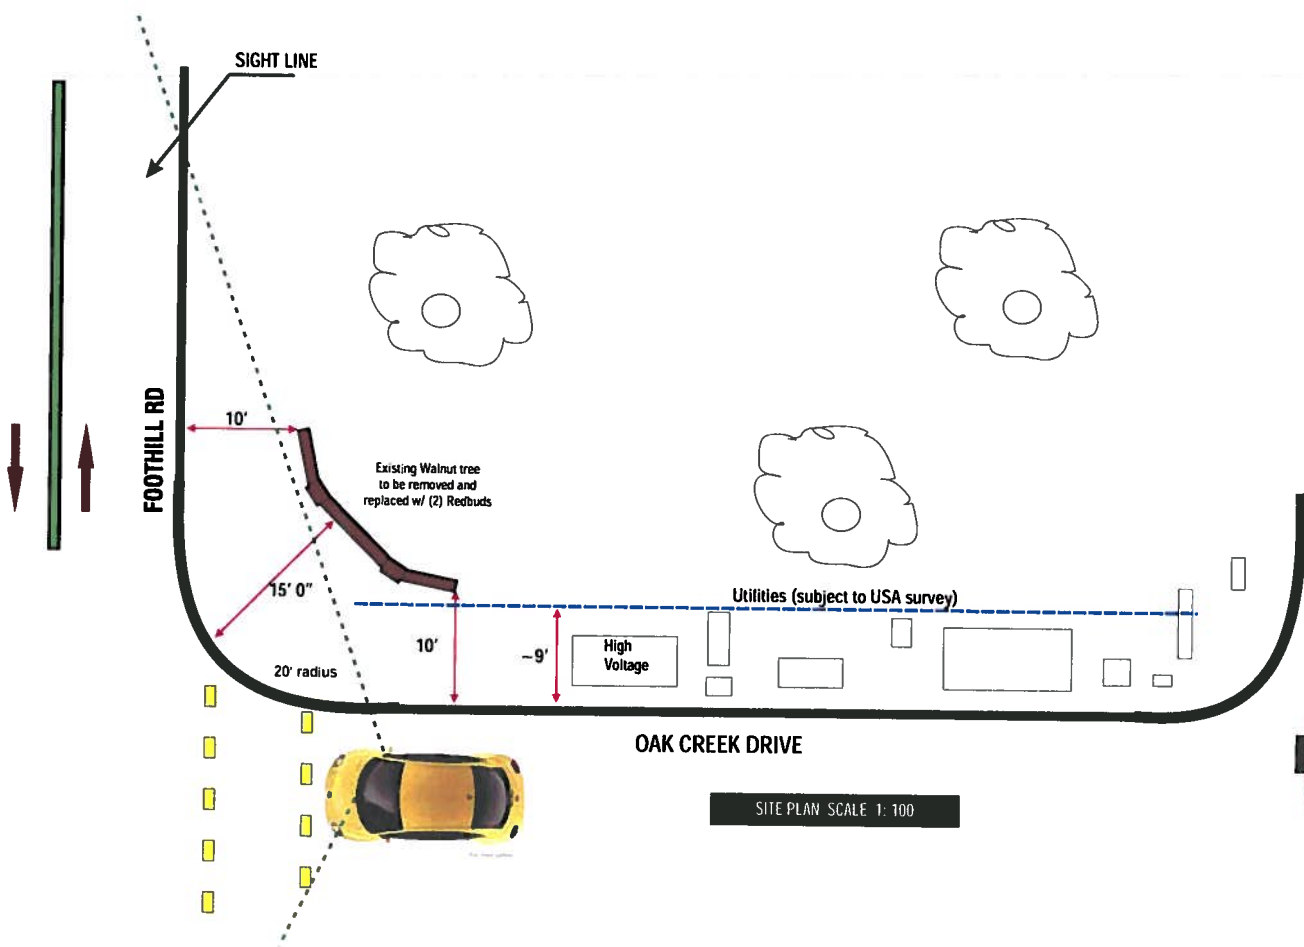 SIGHT LINE
FOOTHILL RD
10'
Existing Walnut tree
to be removed and
replaced w/ (2) Redbuds
15' 0"
Utilities (subject to USA survey)
10'
~9'
High
Voltage
20' radius
OAK CREEK DRIVE
SITE PLAN SCALE 1: 100